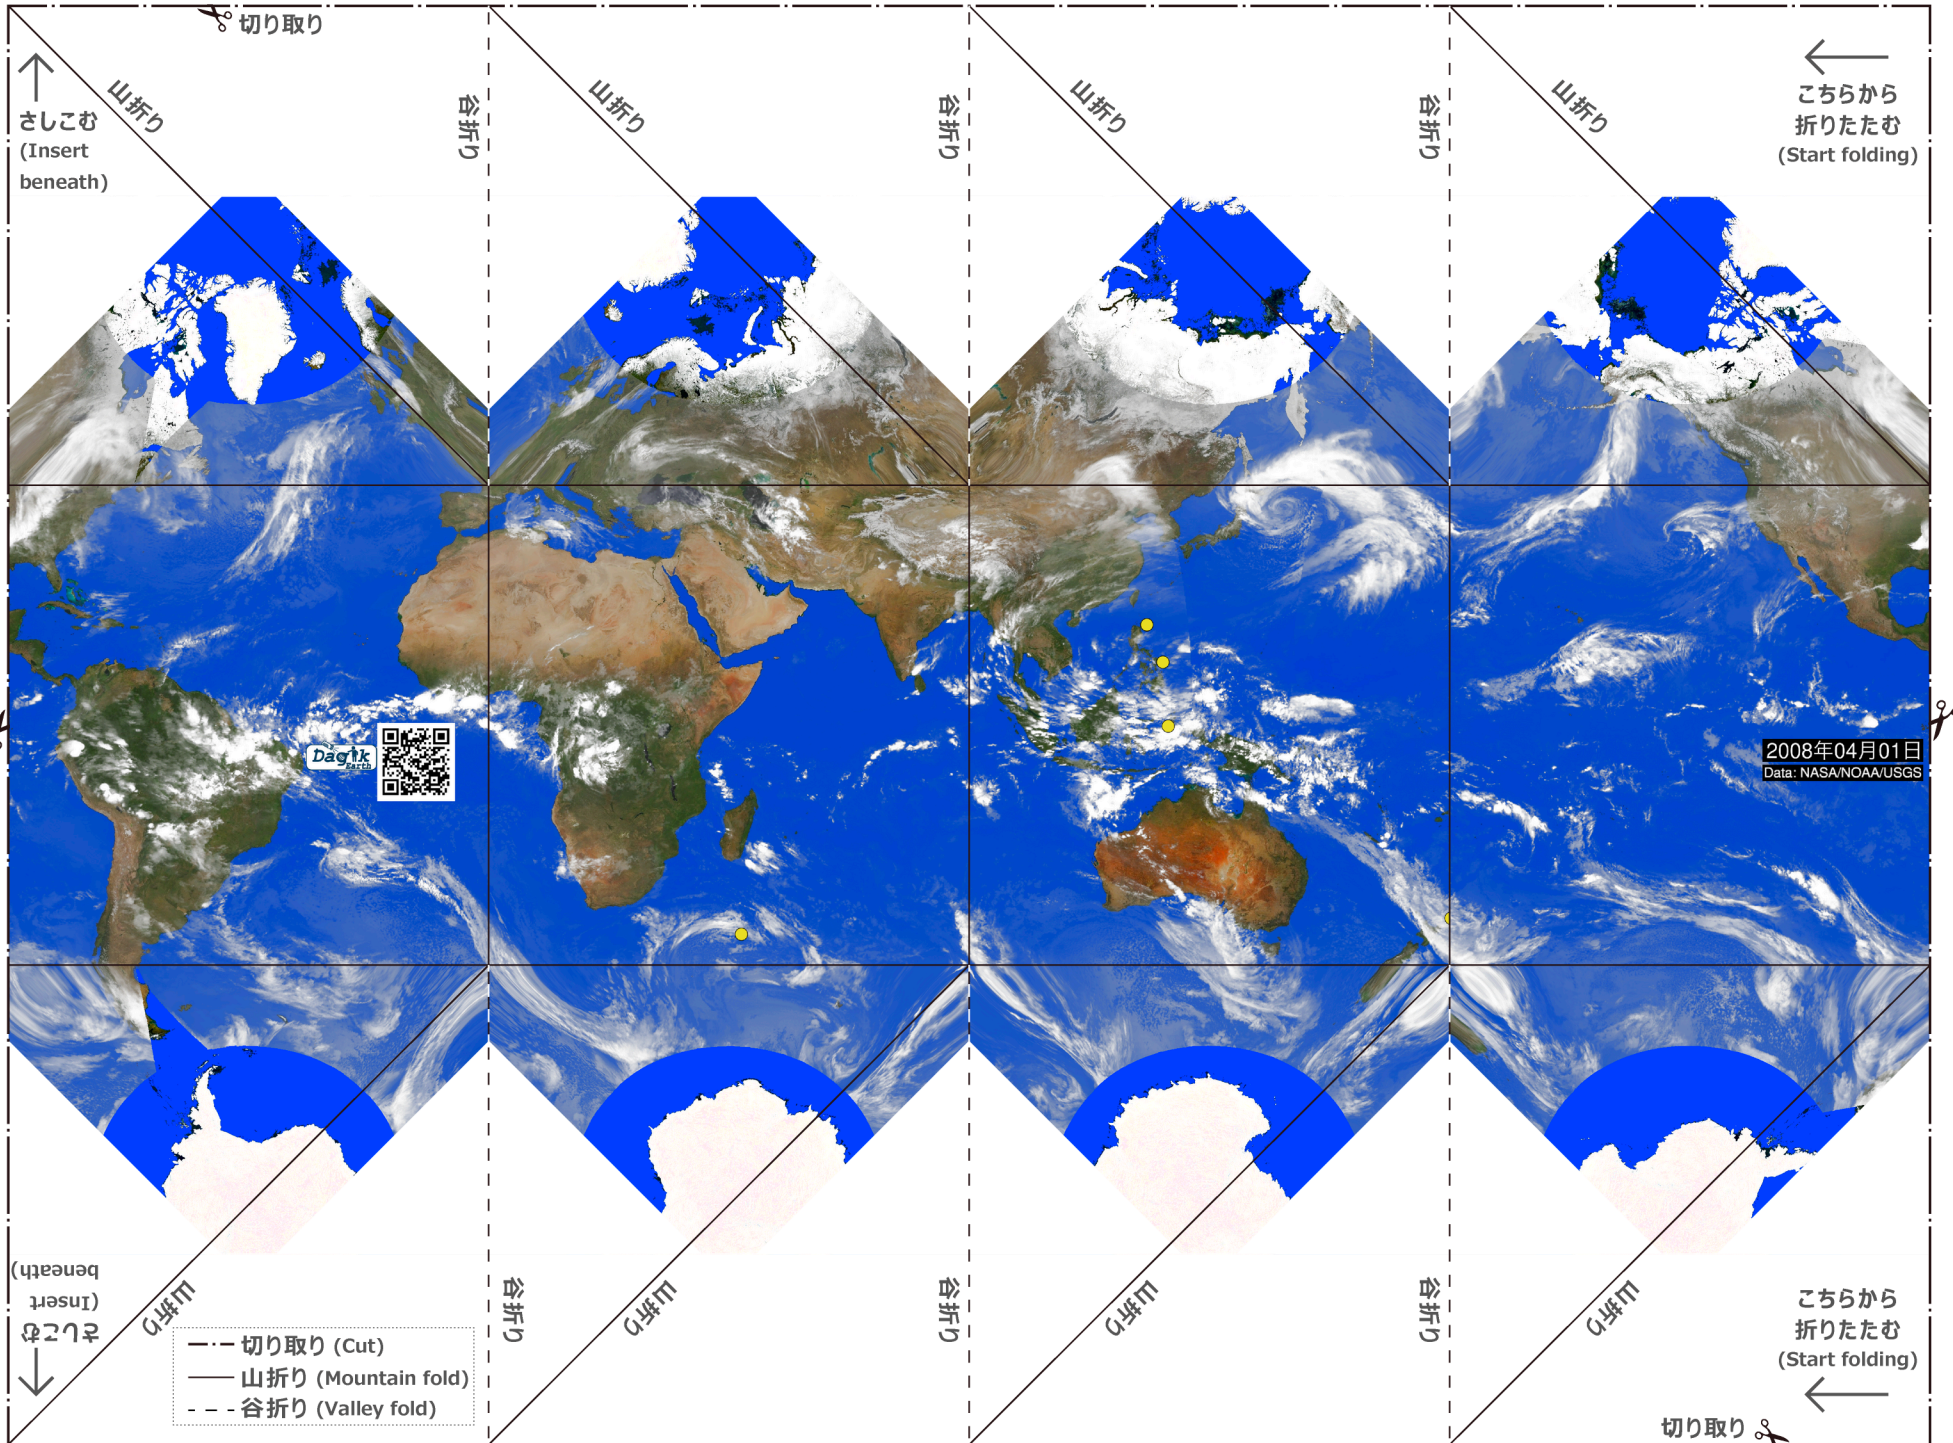 切り取り
山折り
谷折り
山折り
谷折り
山折り
谷折り
山折り
さしこむ
(Insert
beneath)
こちらから
折りたたむ
(Start folding)
Dagik
Earth
2008年04月01日
Data: NASA/NOAA/USGS
さしこむ
(Insert
beneath)
山折り
谷折り
山折り
谷折り
山折り
谷折り
山折り
切り取り (Cut)
山折り (Mountain fold)
谷折り (Valley fold)
こちらから
折りたたむ
(Start folding)
切り取り